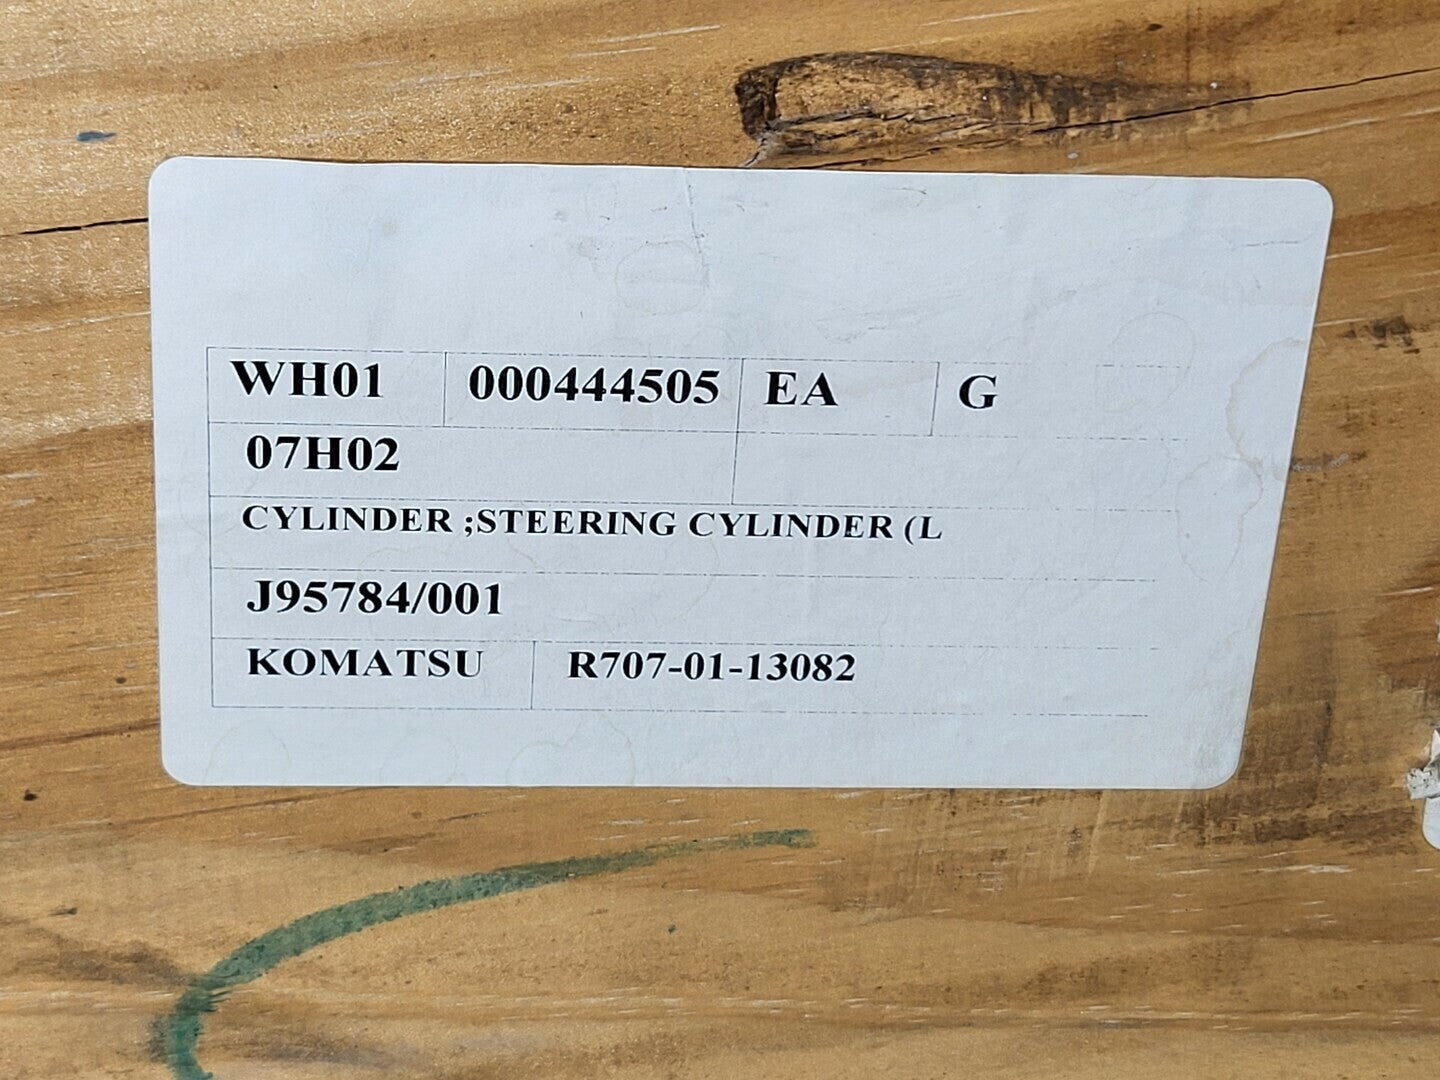 WH01 000444505 EA G
07H02
CYLINDER ;STEERING CYLINDER (L
J95784/001
KOMATSU R707-01-13082